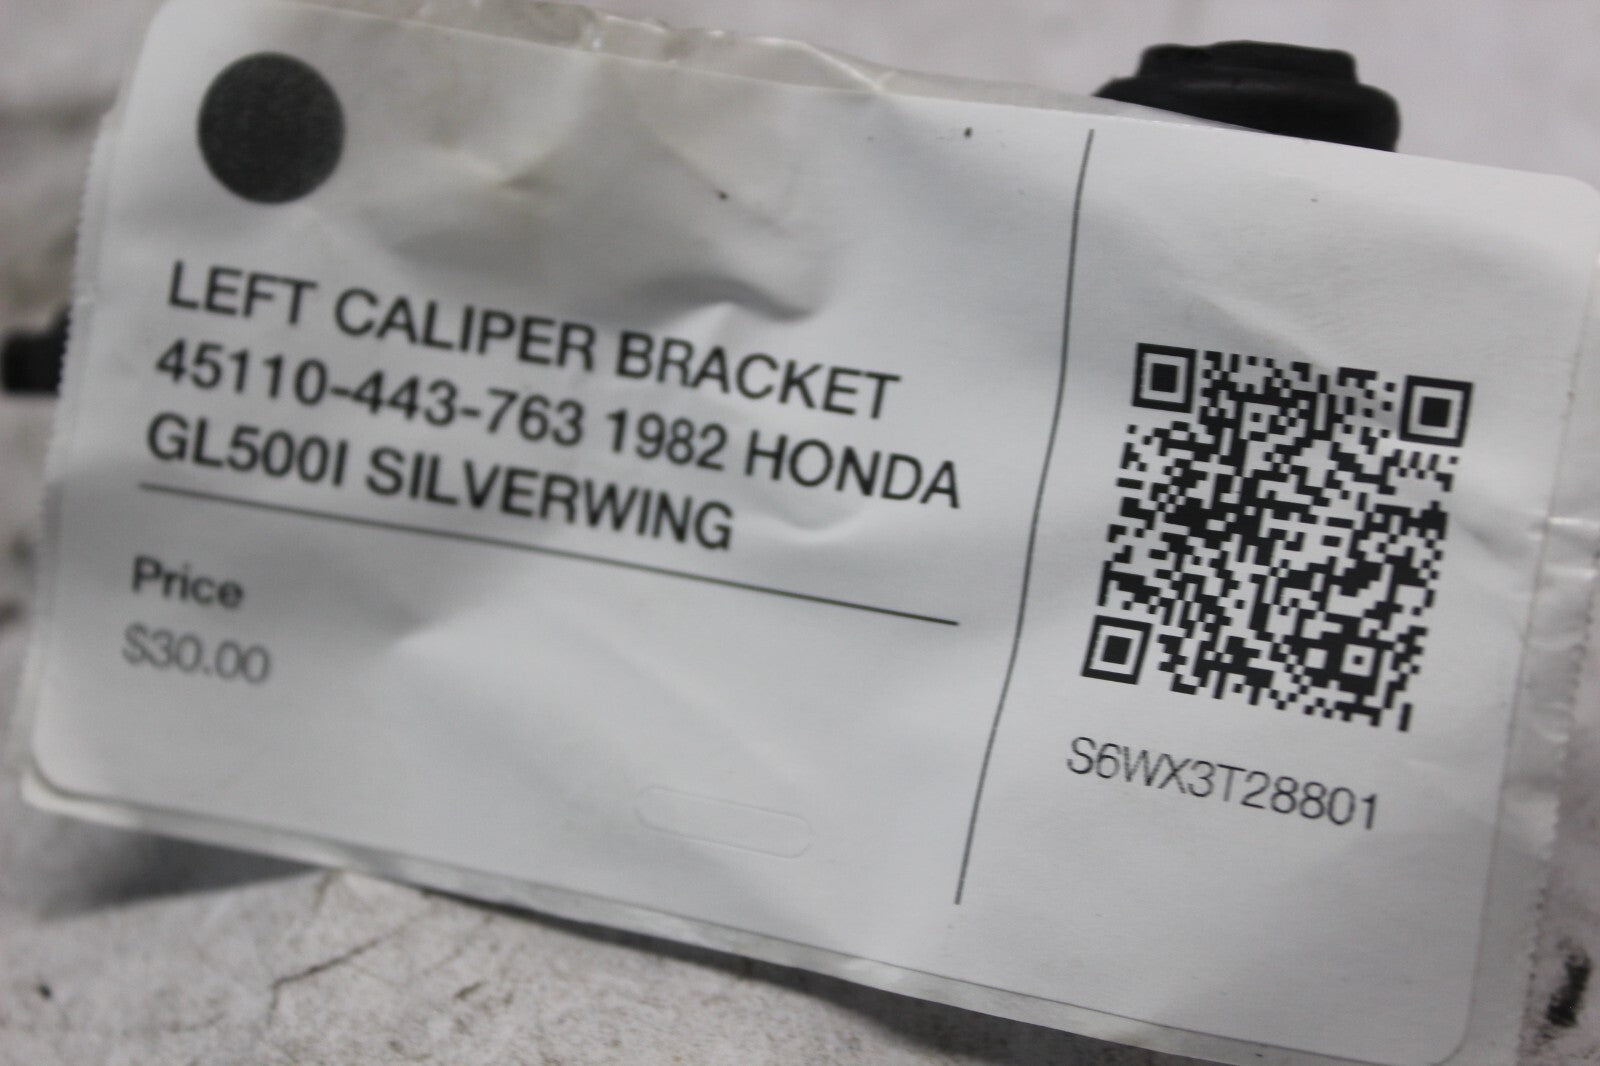 LEFT CALIPER BRACKET
45110-443-763 1982 HONDA
GL500I SILVERWING
Price
$30.00
S6WX3T28801